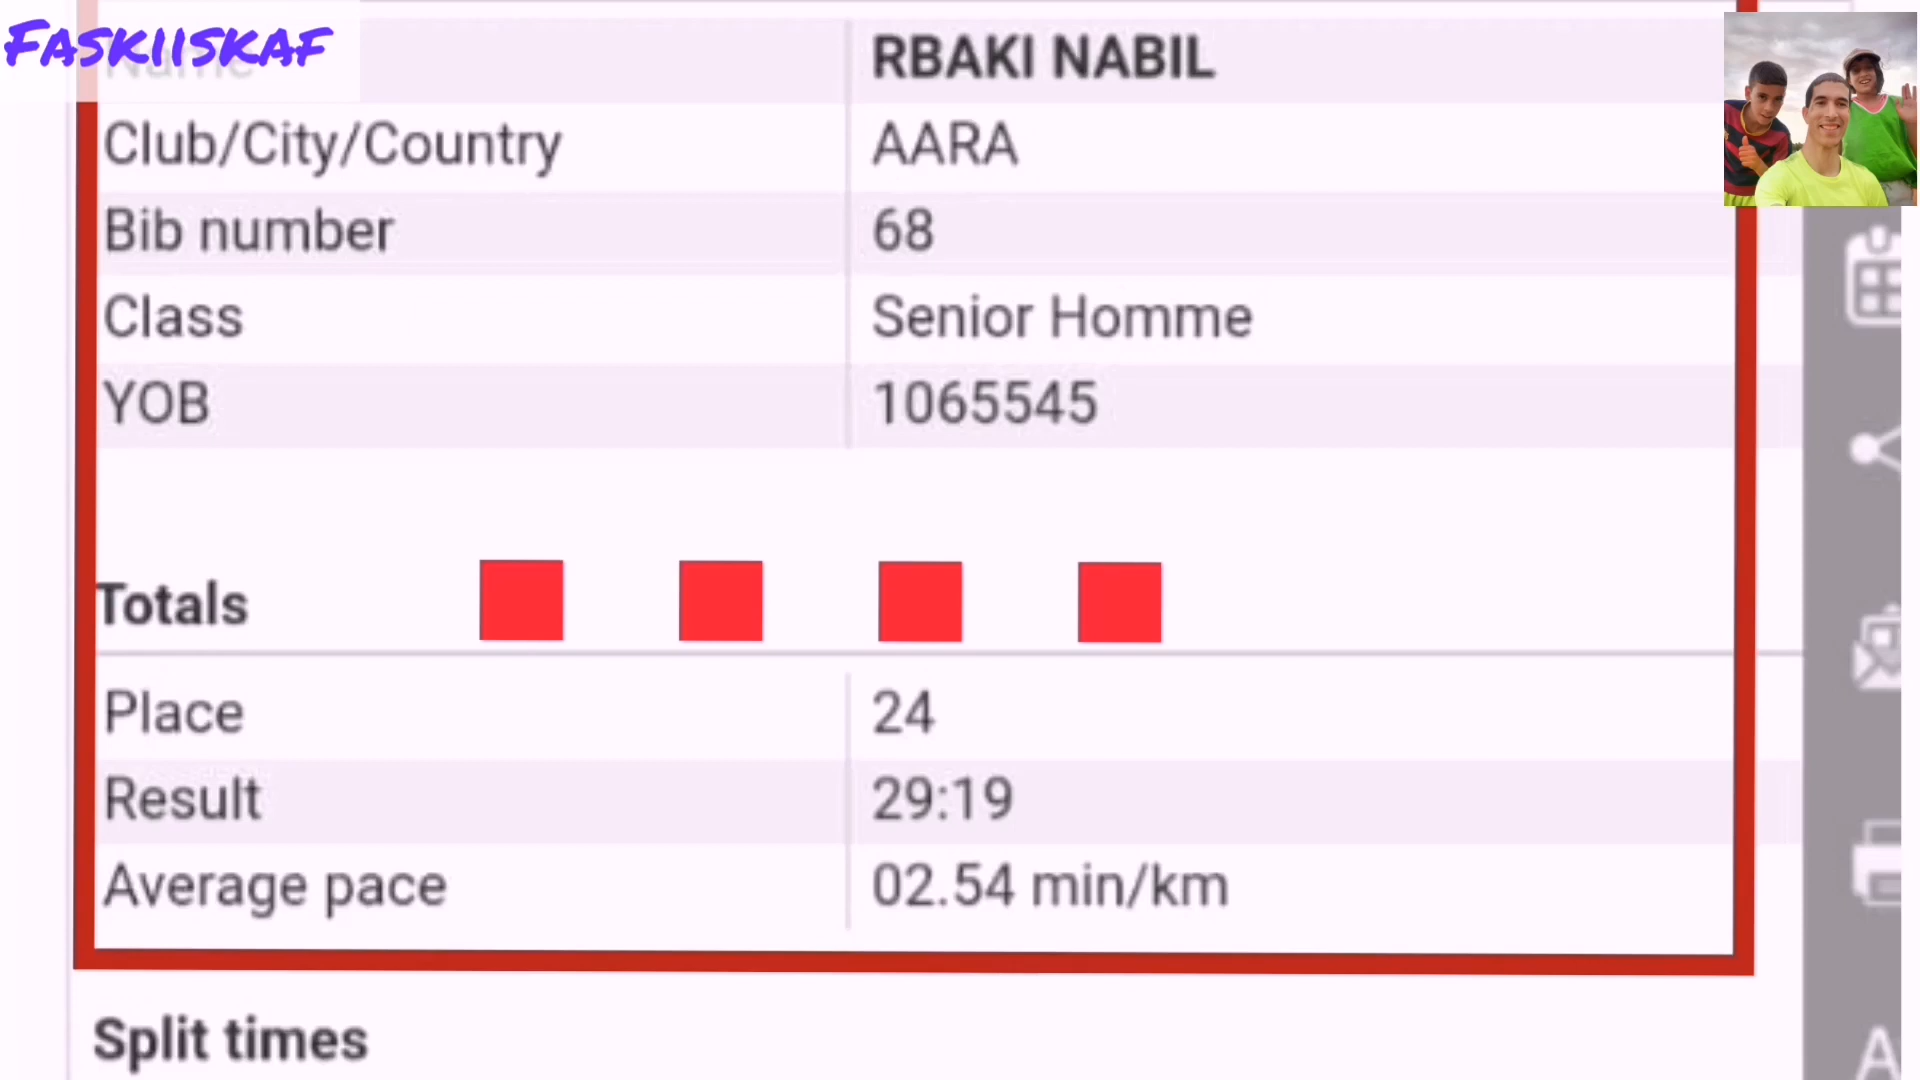 FASKIISKAF
Name RBAKI NABIL
Club/City/Country AARA
Bib number 68
Class Senior Homme
YOB 1065545
Totals
Place 24
Result 29:19
Average pace 02.54 min/km
Split times
A